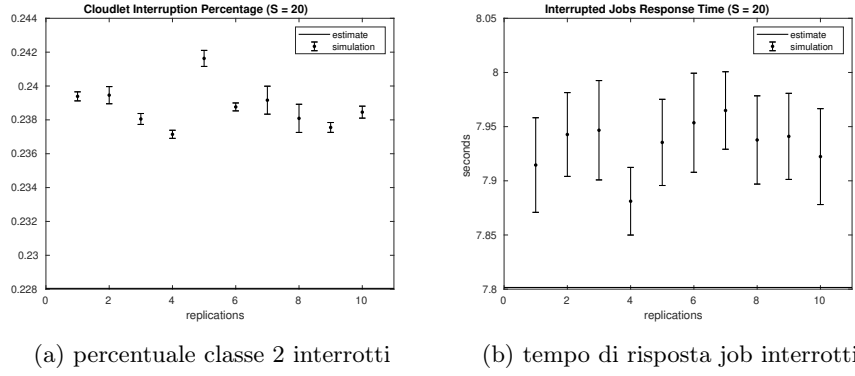 Cloudlet Interruption Percentage (S = 20)
0.244
0.242
0.24
0.238
0.236
0.234
0.232
0.23
0.228
0 2 4 6 8 10
replications
estimate
simulation
(a) percentuale classe 2 interrotti
Interrupted Jobs Response Time (S = 20)
8.05
8
7.95
7.9
7.85
7.8
seconds
0 2 4 6 8 10
replications
estimate
simulation
(b) tempo di risposta job interrotti